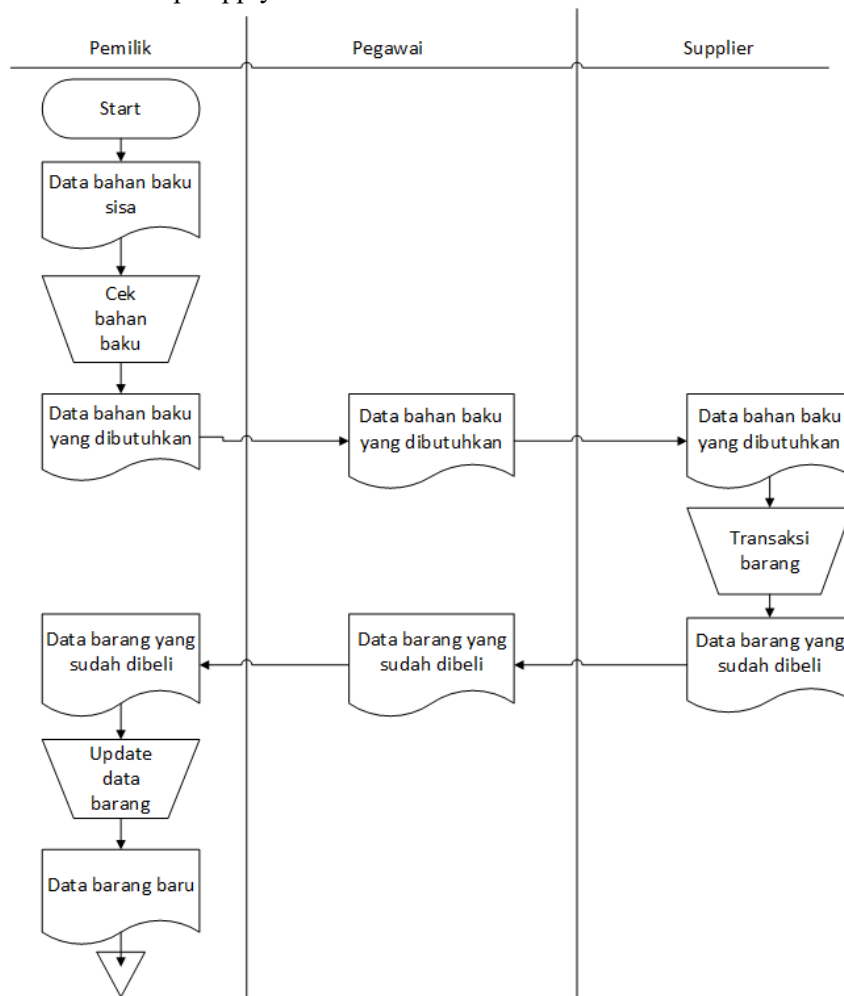 Pemilik
Pegawai
Supplier
Start
Data bahan baku
sisa
Cek
bahan
baku
Data bahan baku
yang dibutuhkan
Data bahan baku
yang dibutuhkan
Data bahan baku
yang dibutuhkan
Transaksi
barang
Data barang yang
sudah dibeli
Data barang yang
sudah dibeli
Data barang yang
sudah dibeli
Update
data
barang
Data barang baru